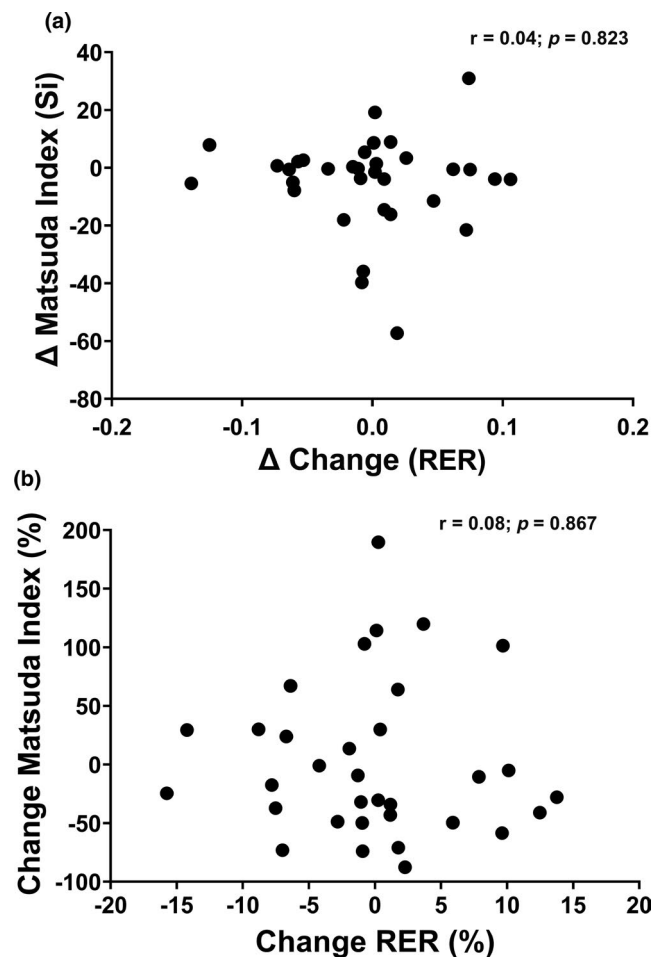 (a)
r = 0.04; p = 0.823
Δ Matsuda Index (Si)
40
20
0
-20
-40
-60
-80
-0.2 -0.1 0.0 0.1 0.2
Δ Change (RER)
(b)
r = 0.08; p = 0.867
Change Matsuda Index (%)
200
150
100
50
0
-50
-100
-20 -15 -10 -5 0 5 10 15 20
Change RER (%)